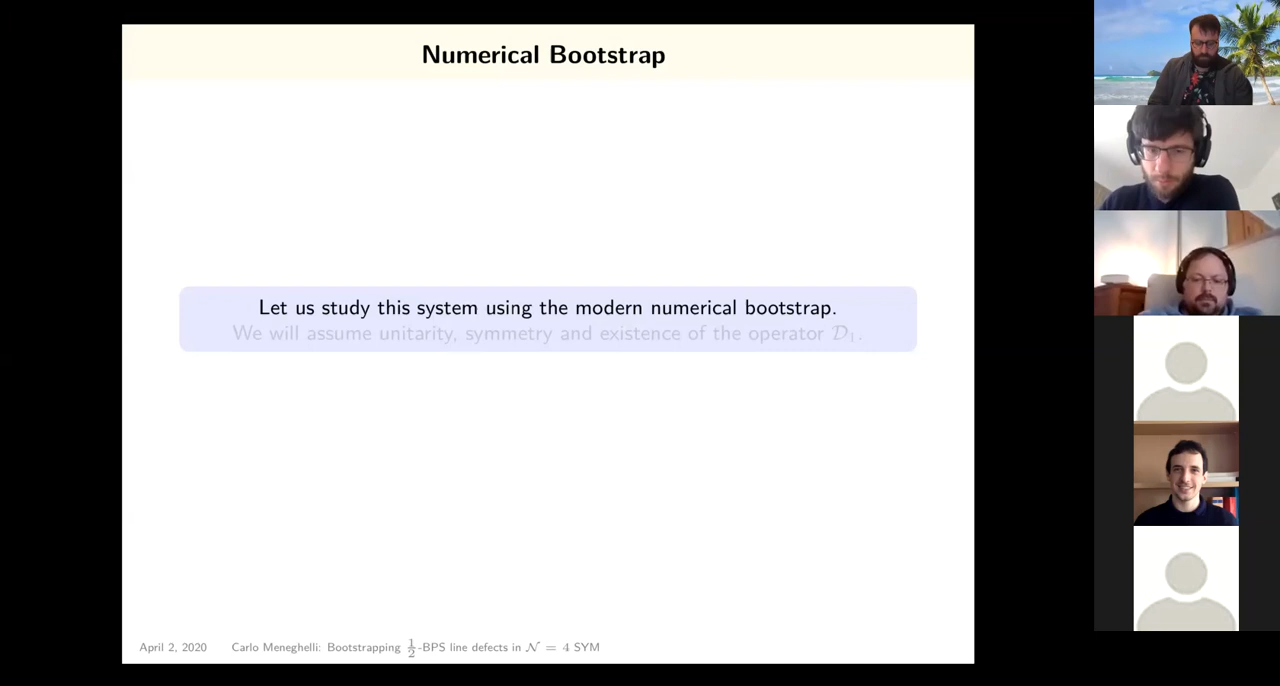 Numerical Bootstrap
Let us study this system using the modern numerical bootstrap.
We will assume unitarity, symmetry and existence of the operator 𝒟₁.
April 2, 2020 Carlo Meneghelli: Bootstrapping ½-BPS line defects in 𝒩 = 4 SYM